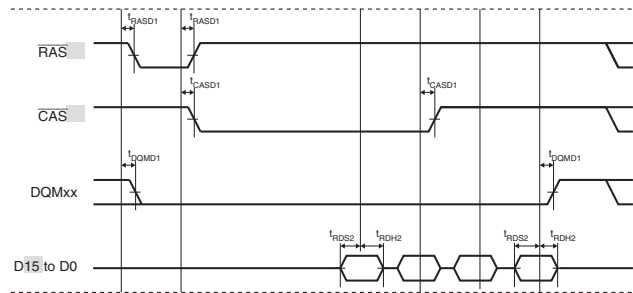 tRASD1 tRASD1
RAS
tCASD1 tCASD1
CAS
tDQMD1 tDQMD1
DQMxx
tRDS2 tRDH2 tRDS2 tRDH2
D15 to D0